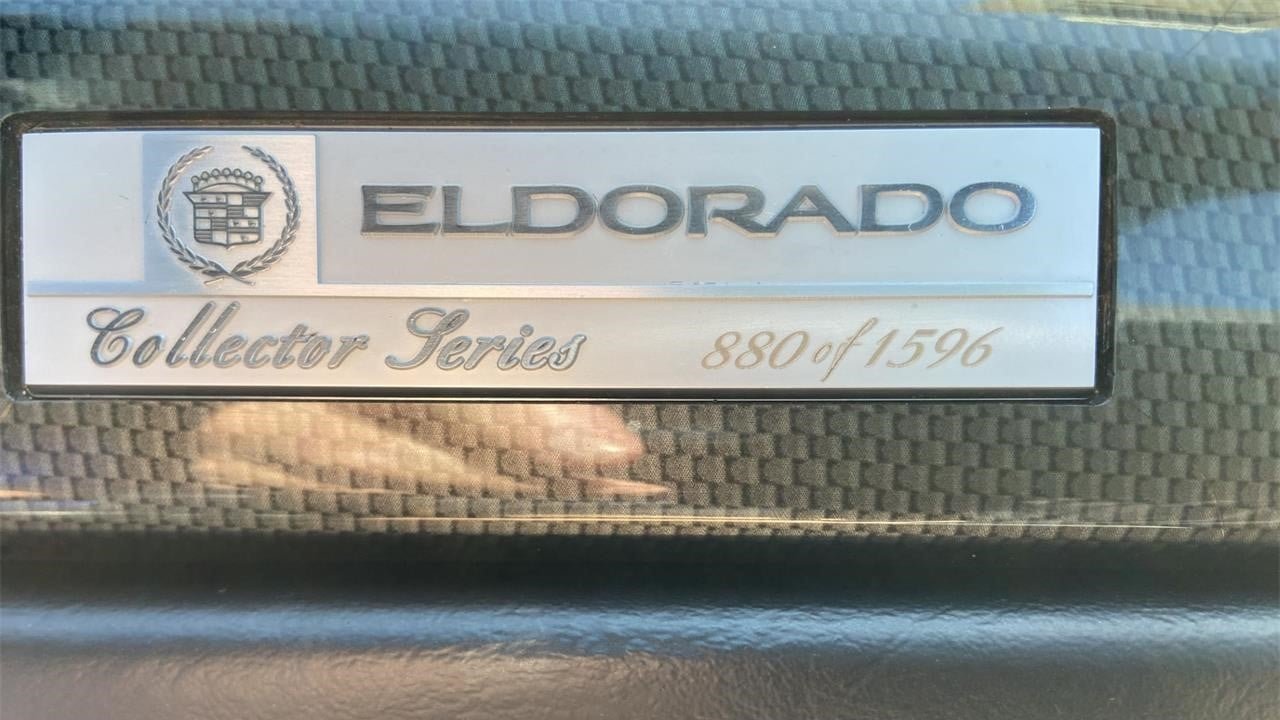 ELDORADO
Collector Series 880 of 1596